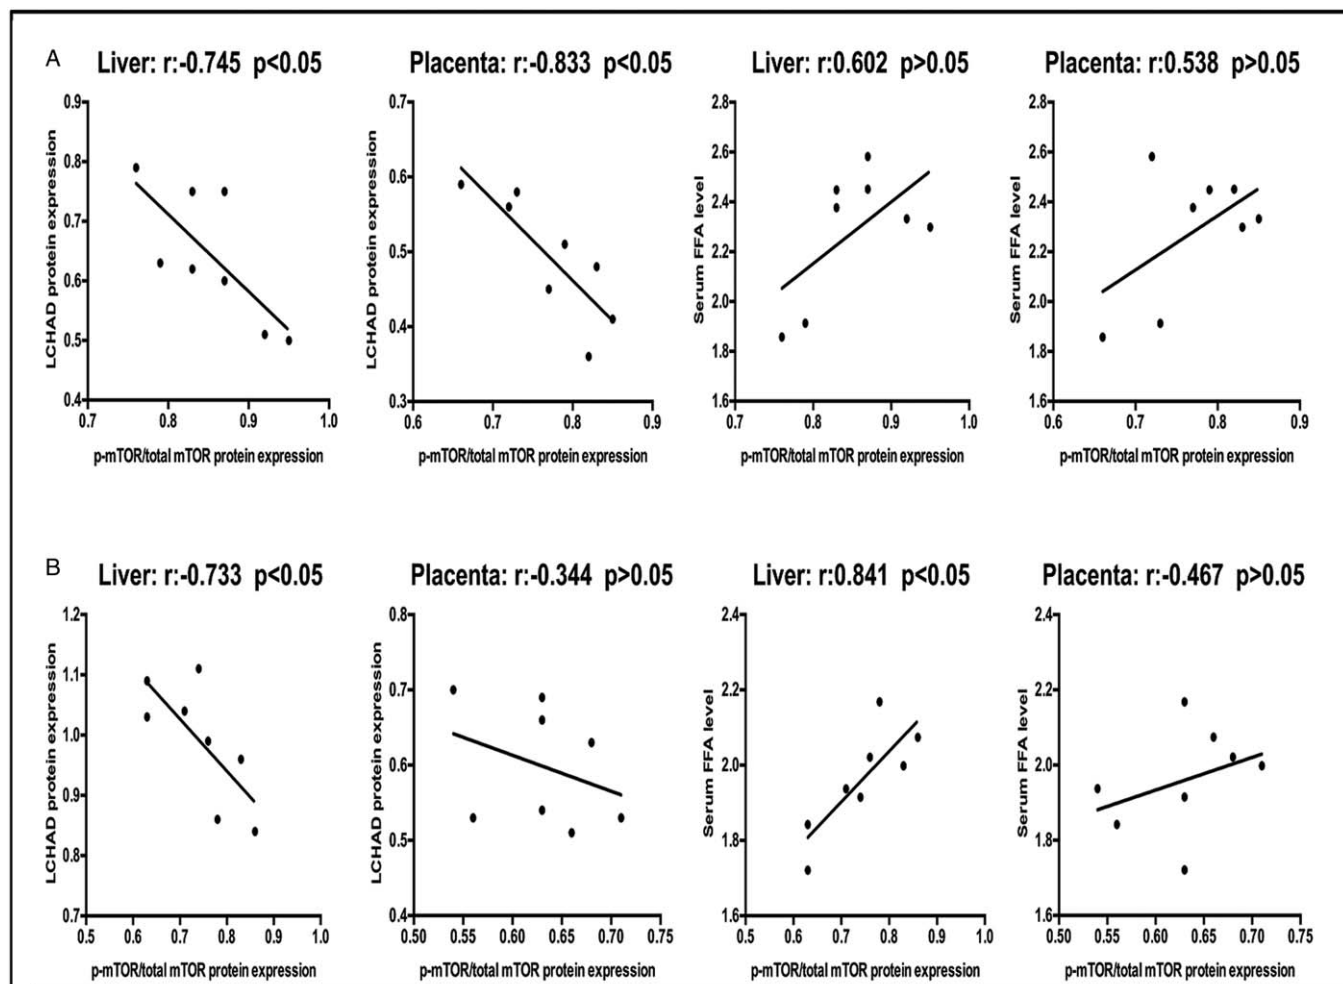 A
Liver: r:-0.745 p<0.05
Placenta: r:-0.833 p<0.05
Liver: r:0.602 p>0.05
Placenta: r:0.538 p>0.05
LCHAD protein expression
0.9
0.8
0.7
0.6
0.5
0.4
0.7 0.8 0.9 1.0
p-mTOR/total mTOR protein expression
LCHAD protein expression
0.7
0.6
0.5
0.4
0.3
0.6 0.7 0.8 0.9
p-mTOR/total mTOR protein expression
Serum FFA level
2.8
2.6
2.4
2.2
2.0
1.8
1.6
0.7 0.8 0.9 1.0
p-mTOR/total mTOR protein expression
Serum FFA level
2.8
2.6
2.4
2.2
2.0
1.8
1.6
0.6 0.7 0.8 0.9
p-mTOR/total mTOR protein expression
B
Liver: r:-0.733 p<0.05
Placenta: r:-0.344 p>0.05
Liver: r:0.841 p<0.05
Placenta: r:-0.467 p>0.05
LCHAD protein expression
1.2
1.1
1.0
0.9
0.8
0.7
0.5 0.6 0.7 0.8 0.9 1.0
p-mTOR/total mTOR protein expression
LCHAD protein expression
0.8
0.7
0.6
0.5
0.4
0.50 0.55 0.60 0.65 0.70 0.75
p-mTOR/total mTOR protein expression
Serum FFA level
2.4
2.2
2.0
1.8
1.6
0.5 0.6 0.7 0.8 0.9 1.0
p-mTOR/total mTOR protein expression
Serum FFA level
2.4
2.2
2.0
1.8
1.6
0.50 0.55 0.60 0.65 0.70 0.75
p-mTOR/total mTOR protein expression